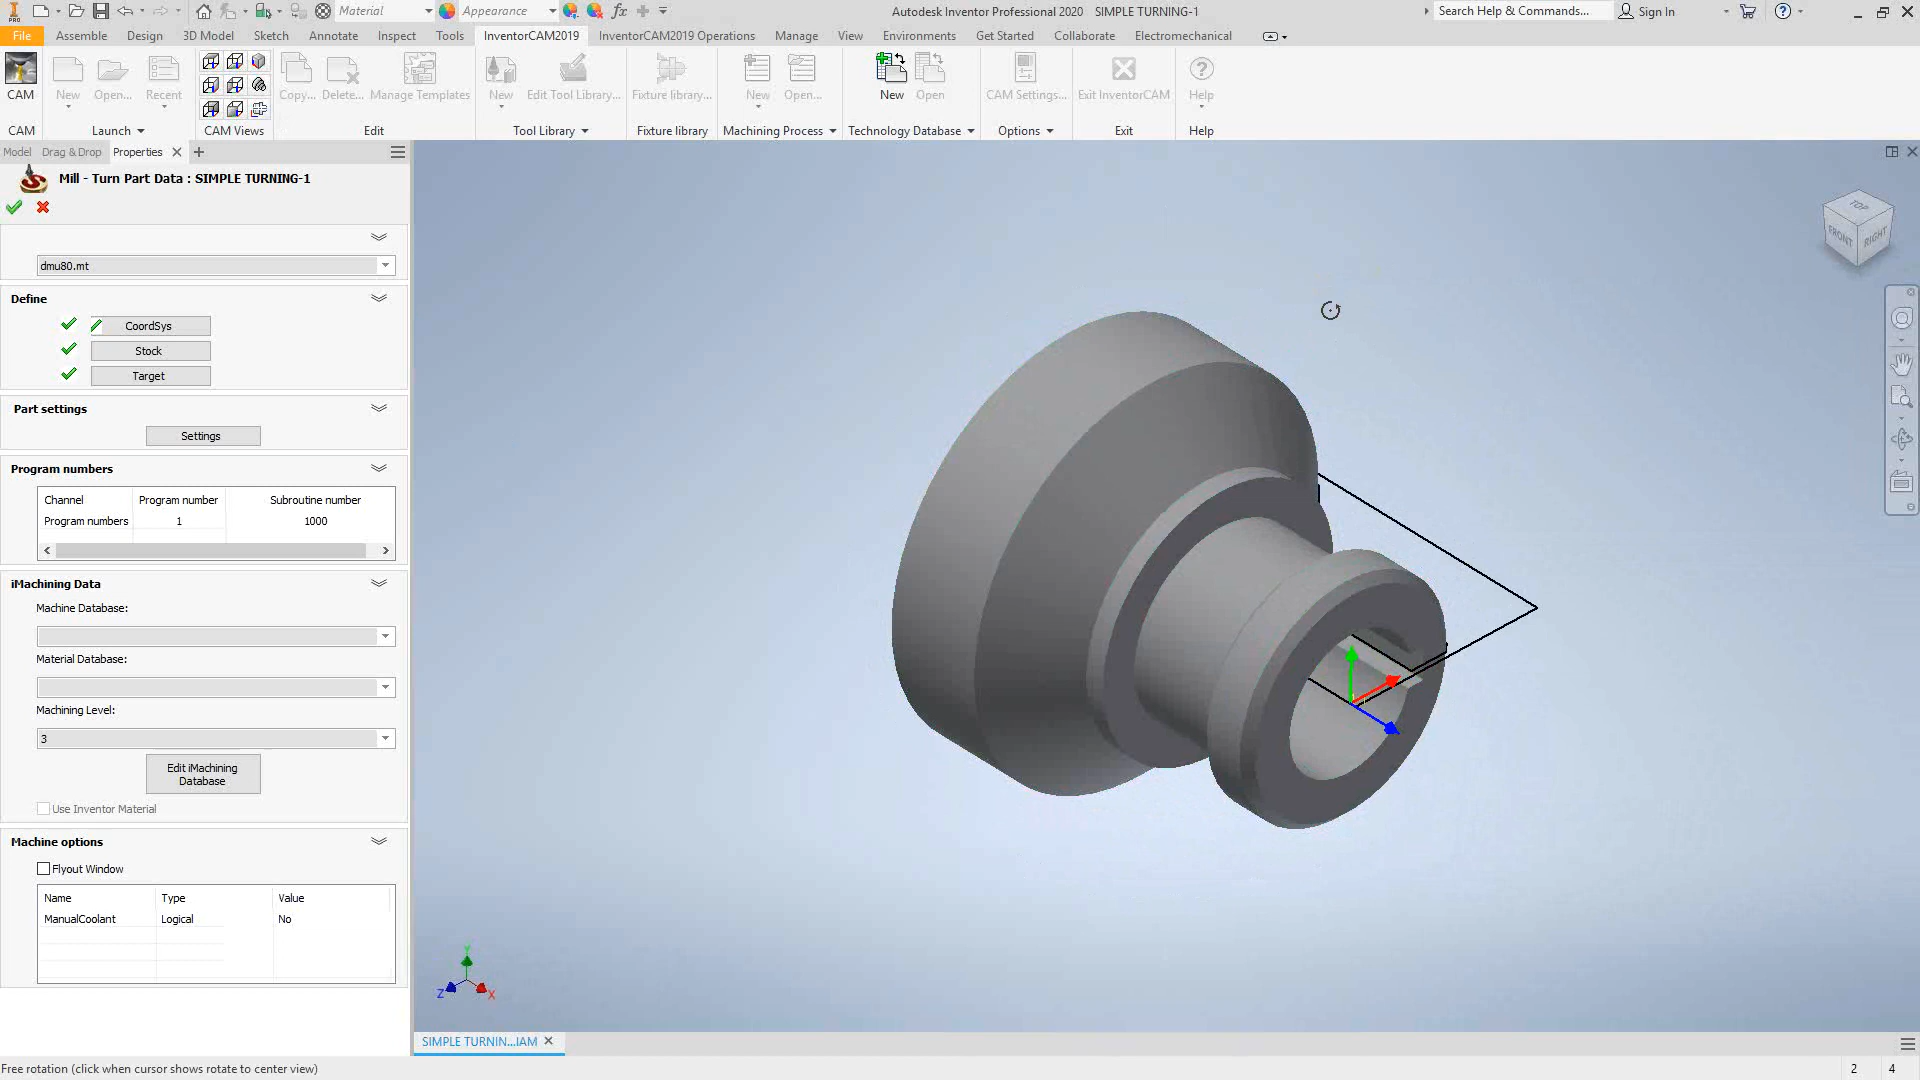 Material
Appearance
Autodesk Inventor Professional 2020 SIMPLE TURNING-1
Search Help & Commands...
Sign In
File
Assemble
Design
3D Model
Sketch
Annotate
Inspect
Tools
InventorCAM2019
InventorCAM2019 Operations
Manage
View
Environments
Get Started
Collaborate
Electromechanical
CAM
New
Open...
Recent
Copy...
Delete...
Manage Templates
New
Edit Tool Library...
Fixture library...
New
Open...
New
Open
CAM Settings...
Exit InventorCAM
Help
CAM
Launch
CAM Views
Edit
Tool Library
Fixture library
Machining Process
Technology Database
Options
Exit
Help
Model
Drag & Drop
Properties
Mill - Turn Part Data : SIMPLE TURNING-1
dmu80.mt
Define
CoordSys
Stock
Target
Part settings
Settings
Program numbers
Channel Program number Subroutine number
Program numbers 1 1000
iMachining Data
Machine Database:
Material Database:
Machining Level:
3
Edit iMachining
Database
Use Inventor Material
Machine options
Flyout Window
Name Type Value
ManualCoolant Logical No
TOP
FRONT
RIGHT
Y
Z
X
SIMPLE TURNIN...IAM
Free rotation (click when cursor shows rotate to center view)
2
4